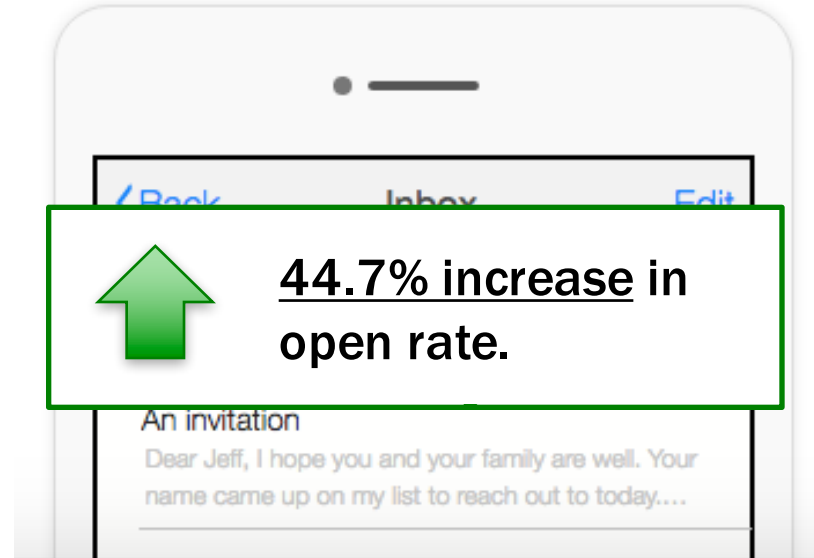 Back Inbox Edit
44.7% increase in
open rate.
An invitation
Dear Jeff, I hope you and your family are well. Your
name came up on my list to reach out to today....